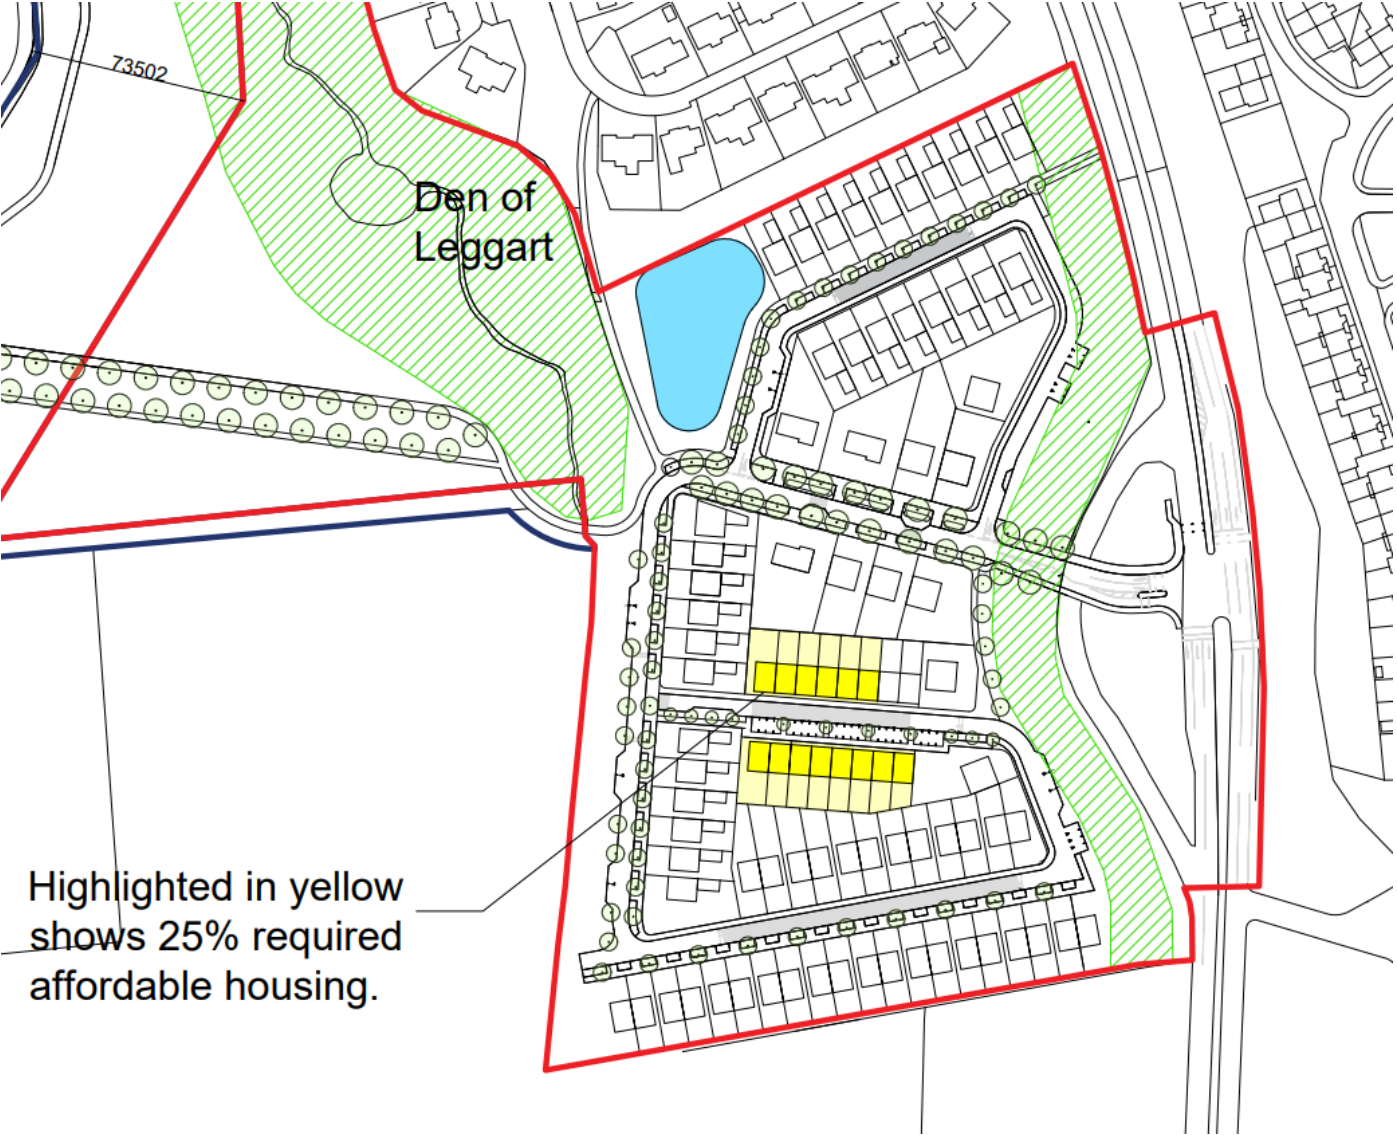 73502
Den of
Leggart
Highlighted in yellow
shows 25% required
affordable housing.